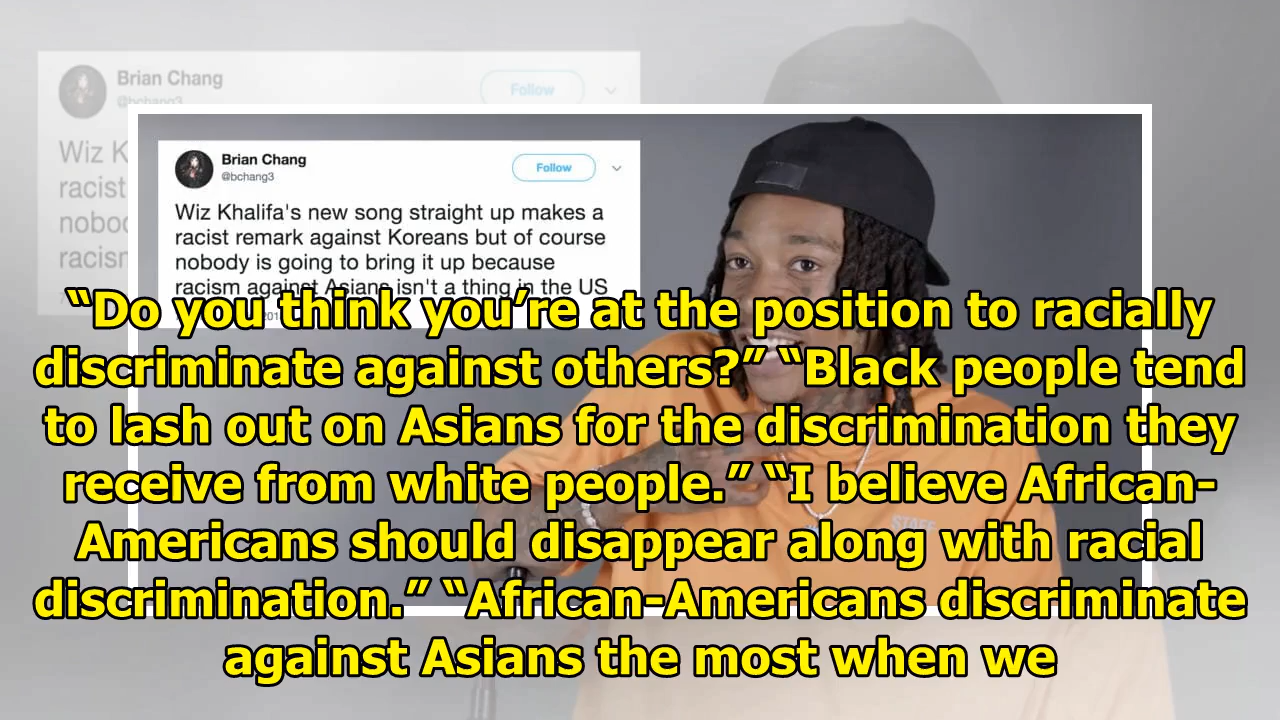 Brian Chang
@bchang3
Follow
Wiz K
racist
nobod
racism
Brian Chang
@bchang3
Follow
Wiz Khalifa's new song straight up makes a
racist remark against Koreans but of course
nobody is going to bring it up because
racism against Asians isn't a thing in the US
“Do you think you’re at the position to racially
discriminate against others?” “Black people tend
to lash out on Asians for the discrimination they
receive from white people.” “I believe African-
Americans should disappear along with racial
discrimination.” “African-Americans discriminate
against Asians the most when we